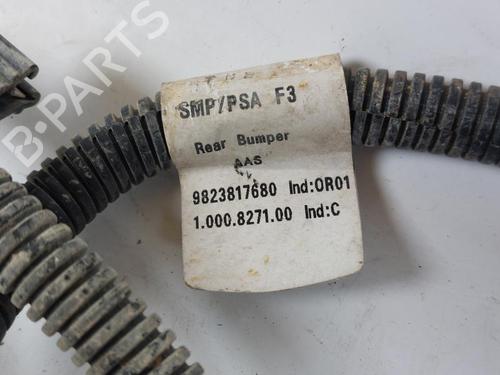 SMP/PSA F3
Rear Bumper
AAS
9823817680 Ind:OR01
1.000.8271.00 Ind:C
B-PARTS